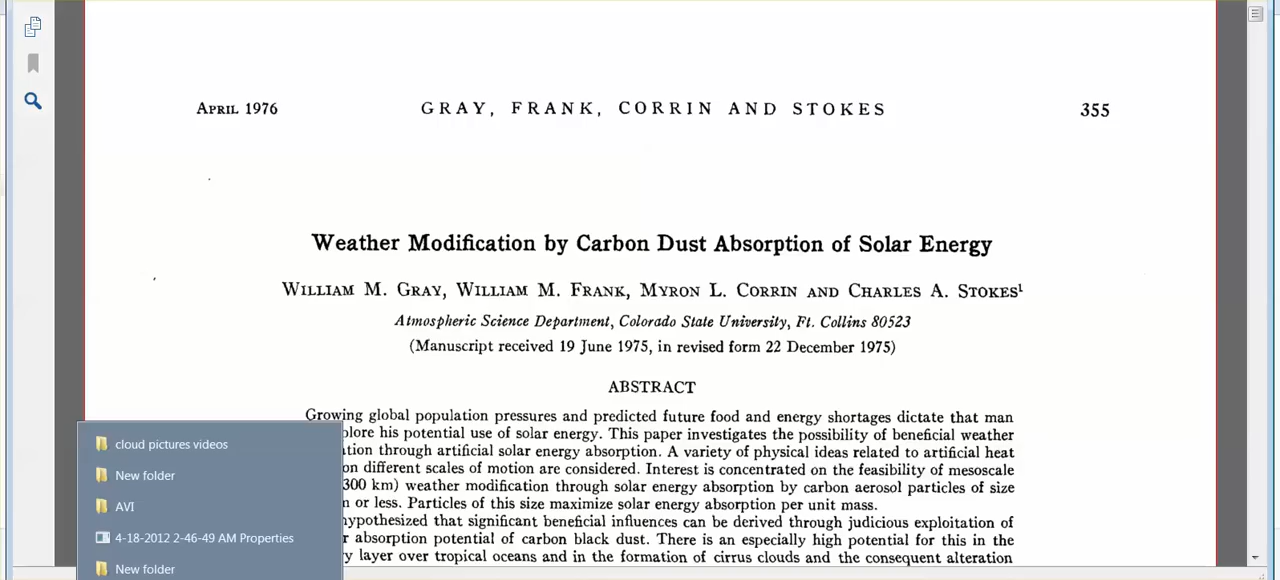 APRIL 1976 GRAY, FRANK, CORRIN AND STOKES 355
Weather Modification by Carbon Dust Absorption of Solar Energy
WILLIAM M. GRAY, WILLIAM M. FRANK, MYRON L. CORRIN AND CHARLES A. STOKES1
Atmospheric Science Department, Colorado State University, Ft. Collins 80523
(Manuscript received 19 June 1975, in revised form 22 December 1975)
ABSTRACT
Growing global population pressures and predicted future food and energy shortages dictate that man
plore his potential use of solar energy. This paper investigates the possibility of beneficial weather
tion through artificial solar energy absorption. A variety of physical ideas related to artificial heat
on different scales of motion are considered. Interest is concentrated on the feasibility of mesoscale
300 km) weather modification through solar energy absorption by carbon aerosol particles of size
or less. Particles of this size maximize solar energy absorption per unit mass.
hypothesized that significant beneficial influences can be derived through judicious exploitation of
r absorption potential of carbon black dust. There is an especially high potential for this in the
y layer over tropical oceans and in the formation of cirrus clouds and the consequent alteration
cloud pictures videos
New folder
AVI
4-18-2012 2-46-49 AM Properties
New folder